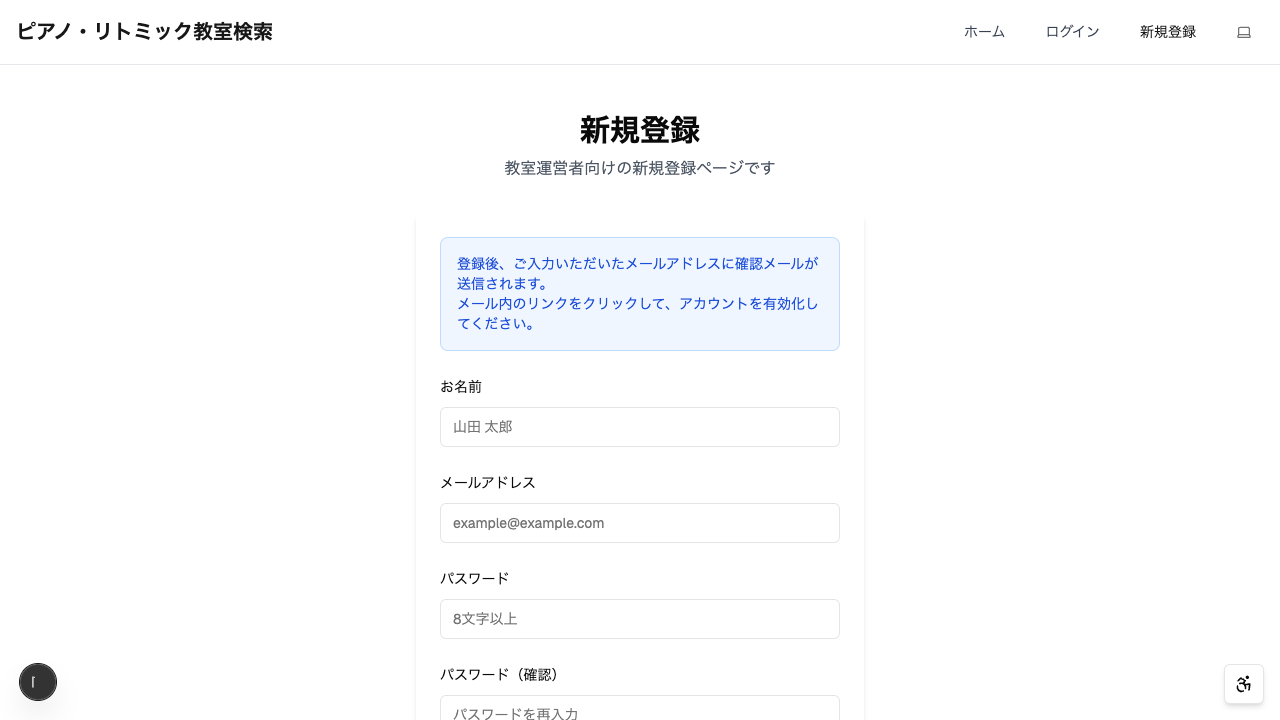 ピアノ・リトミック教室検索
ホーム
ログイン
新規登録
新規登録
教室運営者向けの新規登録ページです
登録後、ご入力いただいたメールアドレスに確認メールが
送信されます。
メール内のリンクをクリックして、アカウントを有効化し
てください。
お名前
山田 太郎
メールアドレス
example@example.com
パスワード
8文字以上
パスワード（確認）
パスワードを再入力